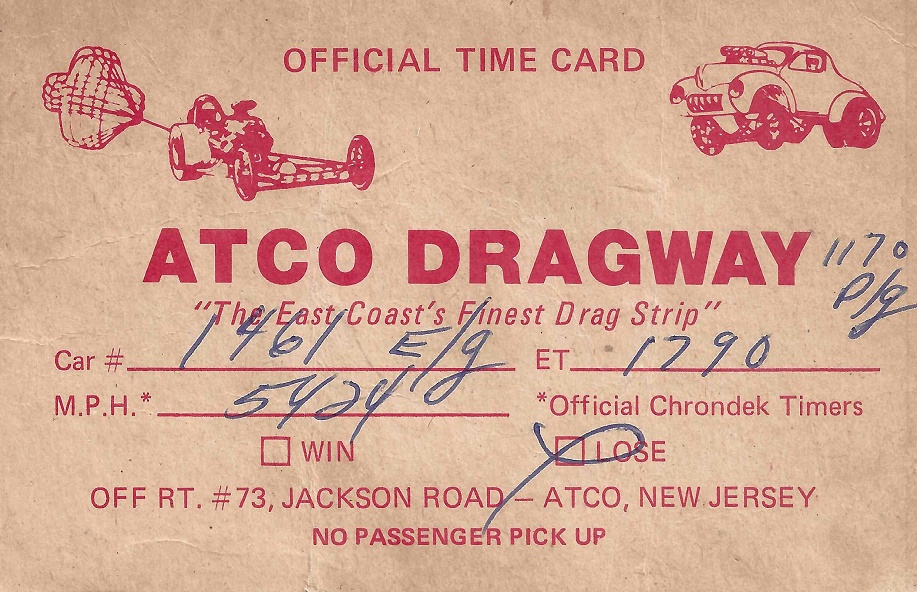 OFFICIAL TIME CARD
ATCO DRAGWAY
1170
P/g
"The East Coast's Finest Drag Strip"
Car # 1461 E/g ET 1790
M.P.H.* 5424 *Official Chrondek Timers
WIN LOSE
OFF RT. #73, JACKSON ROAD – ATCO, NEW JERSEY
NO PASSENGER PICK UP